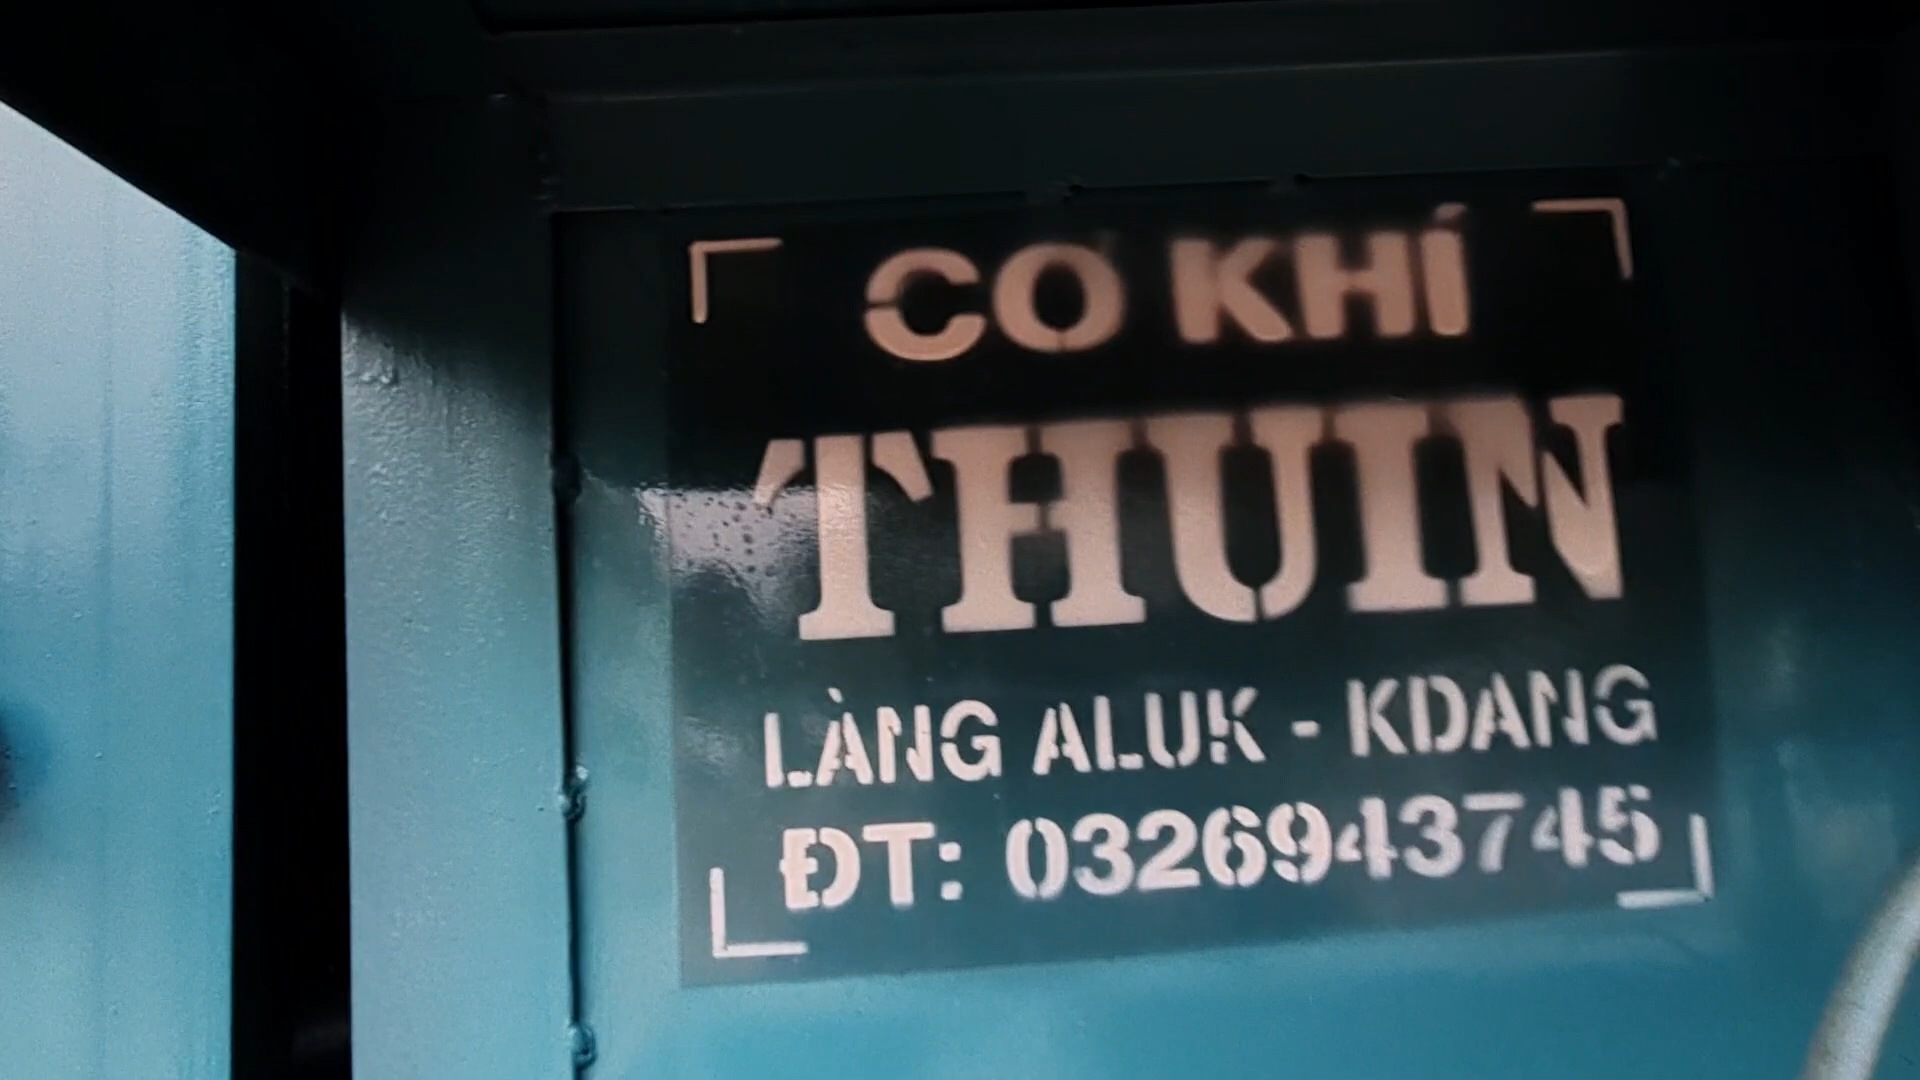 CƠ KHÍ
THUIN
LÀNG ALUK - KDANG
ĐT: 0326943745